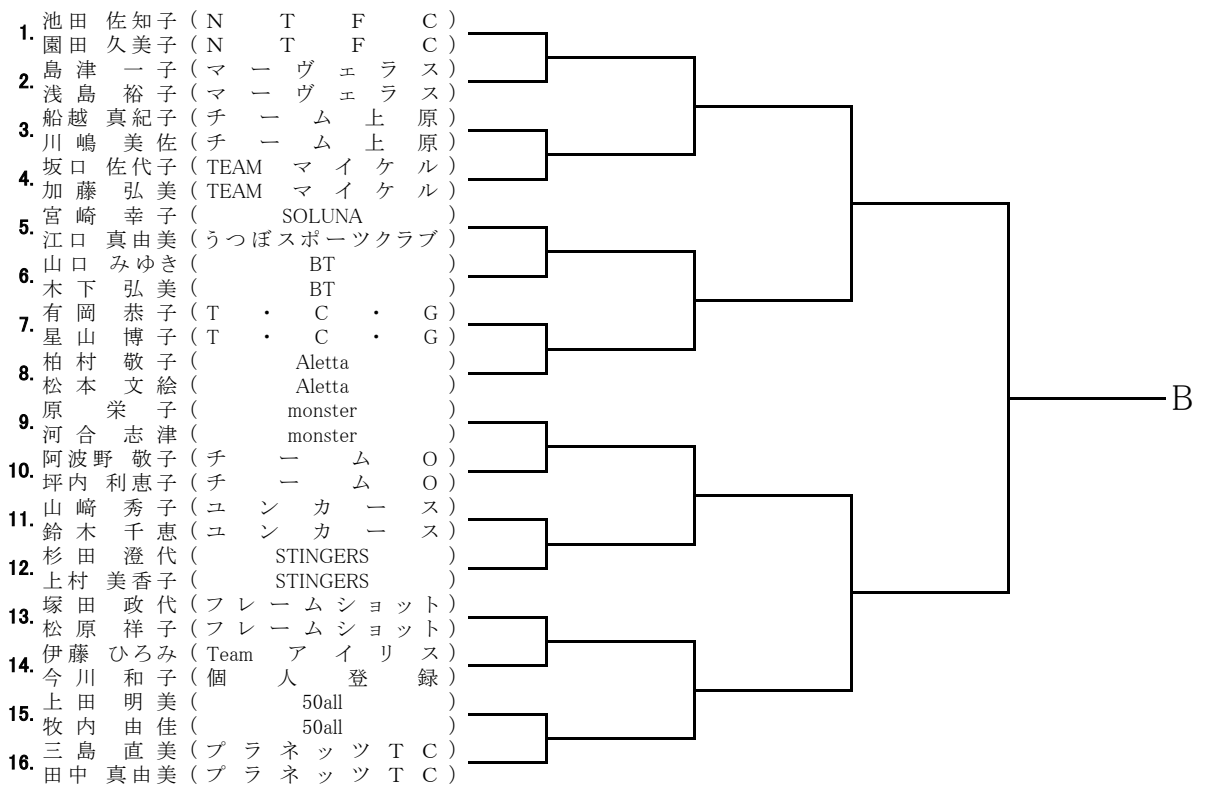 1. 池田 佐知子 (NTFC)
園田 久美子 (NTFC)
2. 島津 一子 (マーヴェラス)
浅島 裕子 (マーヴェラス)
3. 船越 真紀子 (チーム上原)
川嶋 美佐 (チーム上原)
4. 坂口 佐代子 (TEAM マイケル)
加藤 弘美 (TEAM マイケル)
5. 宮崎 幸子 (SOLUNA)
江口 真由美 (うつぼスポーツクラブ)
6. 山口 みゆき (BT)
木下 弘美 (BT)
7. 有岡 恭子 (T・C・G)
星山 博子 (T・C・G)
8. 柏村 敬子 (Aletta)
松本 文絵 (Aletta)
9. 原 栄子 (monster)
河合 志津 (monster)
10. 阿波野 敬子 (チームO)
坪内 利恵子 (チームO)
11. 山﨑 秀子 (ユンカース)
鈴木 千恵 (ユンカース)
12. 杉田 澄代 (STINGERS)
上村 美香子 (STINGERS)
13. 塚田 政代 (フレームショット)
松原 祥子 (フレームショット)
14. 伊藤 ひろみ (Team アイリス)
今川 和子 (個人登録)
15. 上田 明美 (50all)
牧内 由佳 (50all)
16. 三島 直美 (プラネッツTC)
田中 真由美 (プラネッツTC)
B